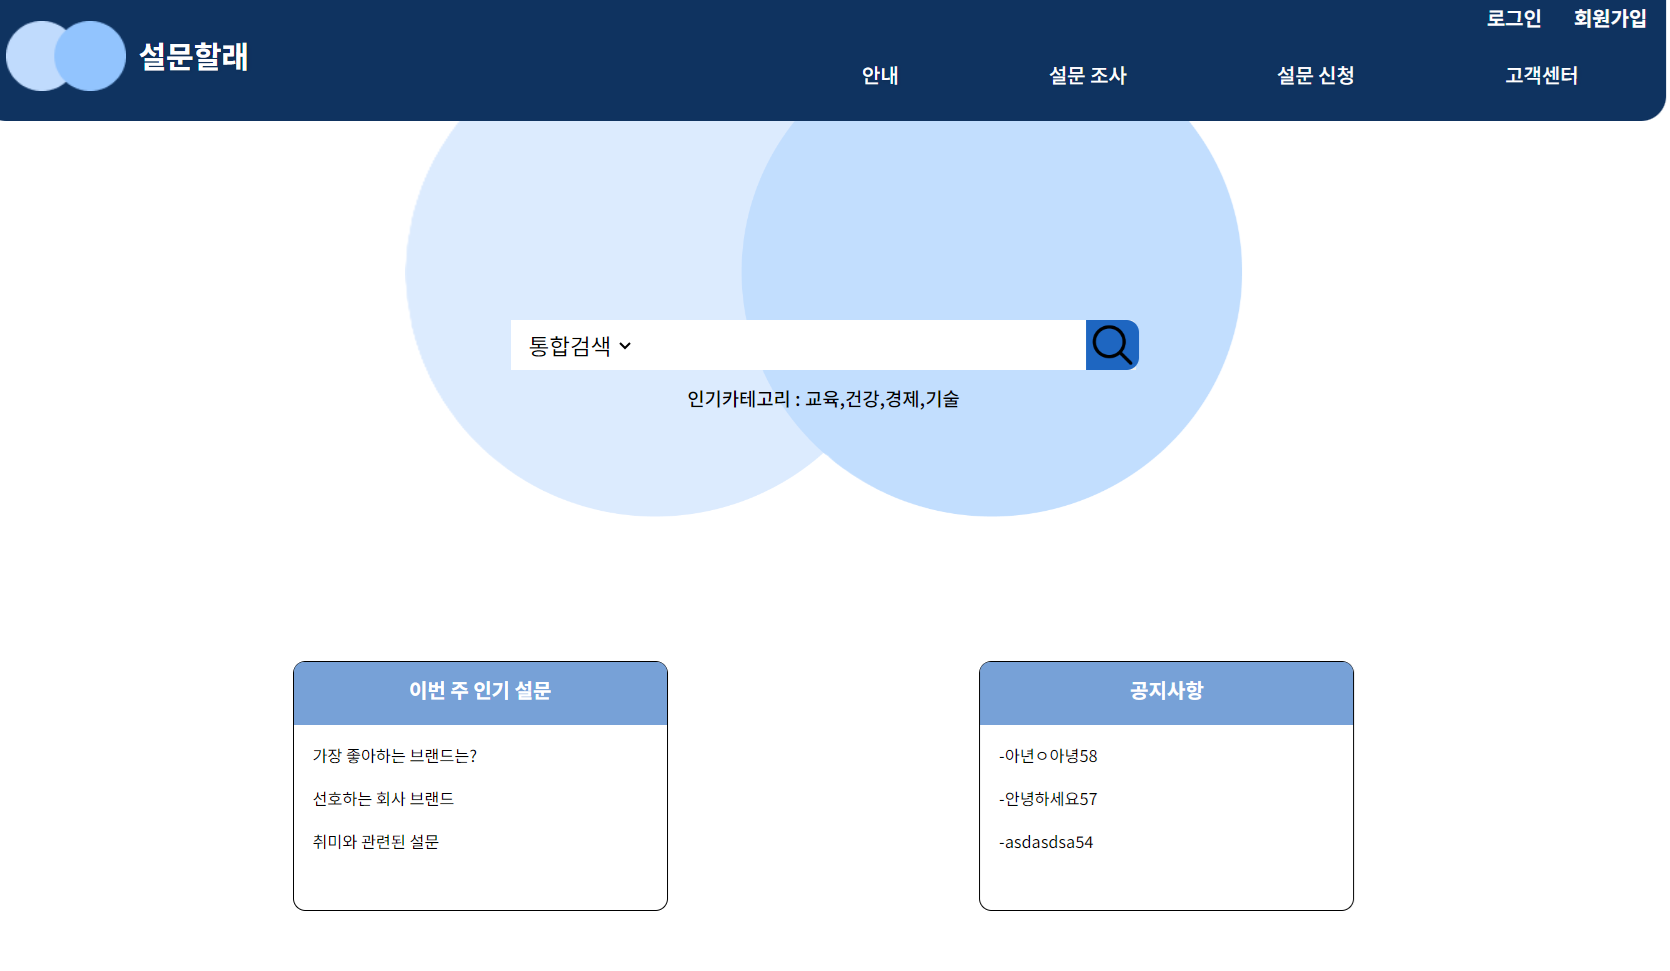 로그인 회원가입
설문할래
안내 설문 조사 설문 신청 고객센터
통합검색
인기카테고리 : 교육,건강,경제,기술
이번 주 인기 설문
가장 좋아하는 브랜드는?
선호하는 회사 브랜드
취미와 관련된 설문
공지사항
-아년ㅇ아녕58
-안녕하세요57
-asdasdsa54